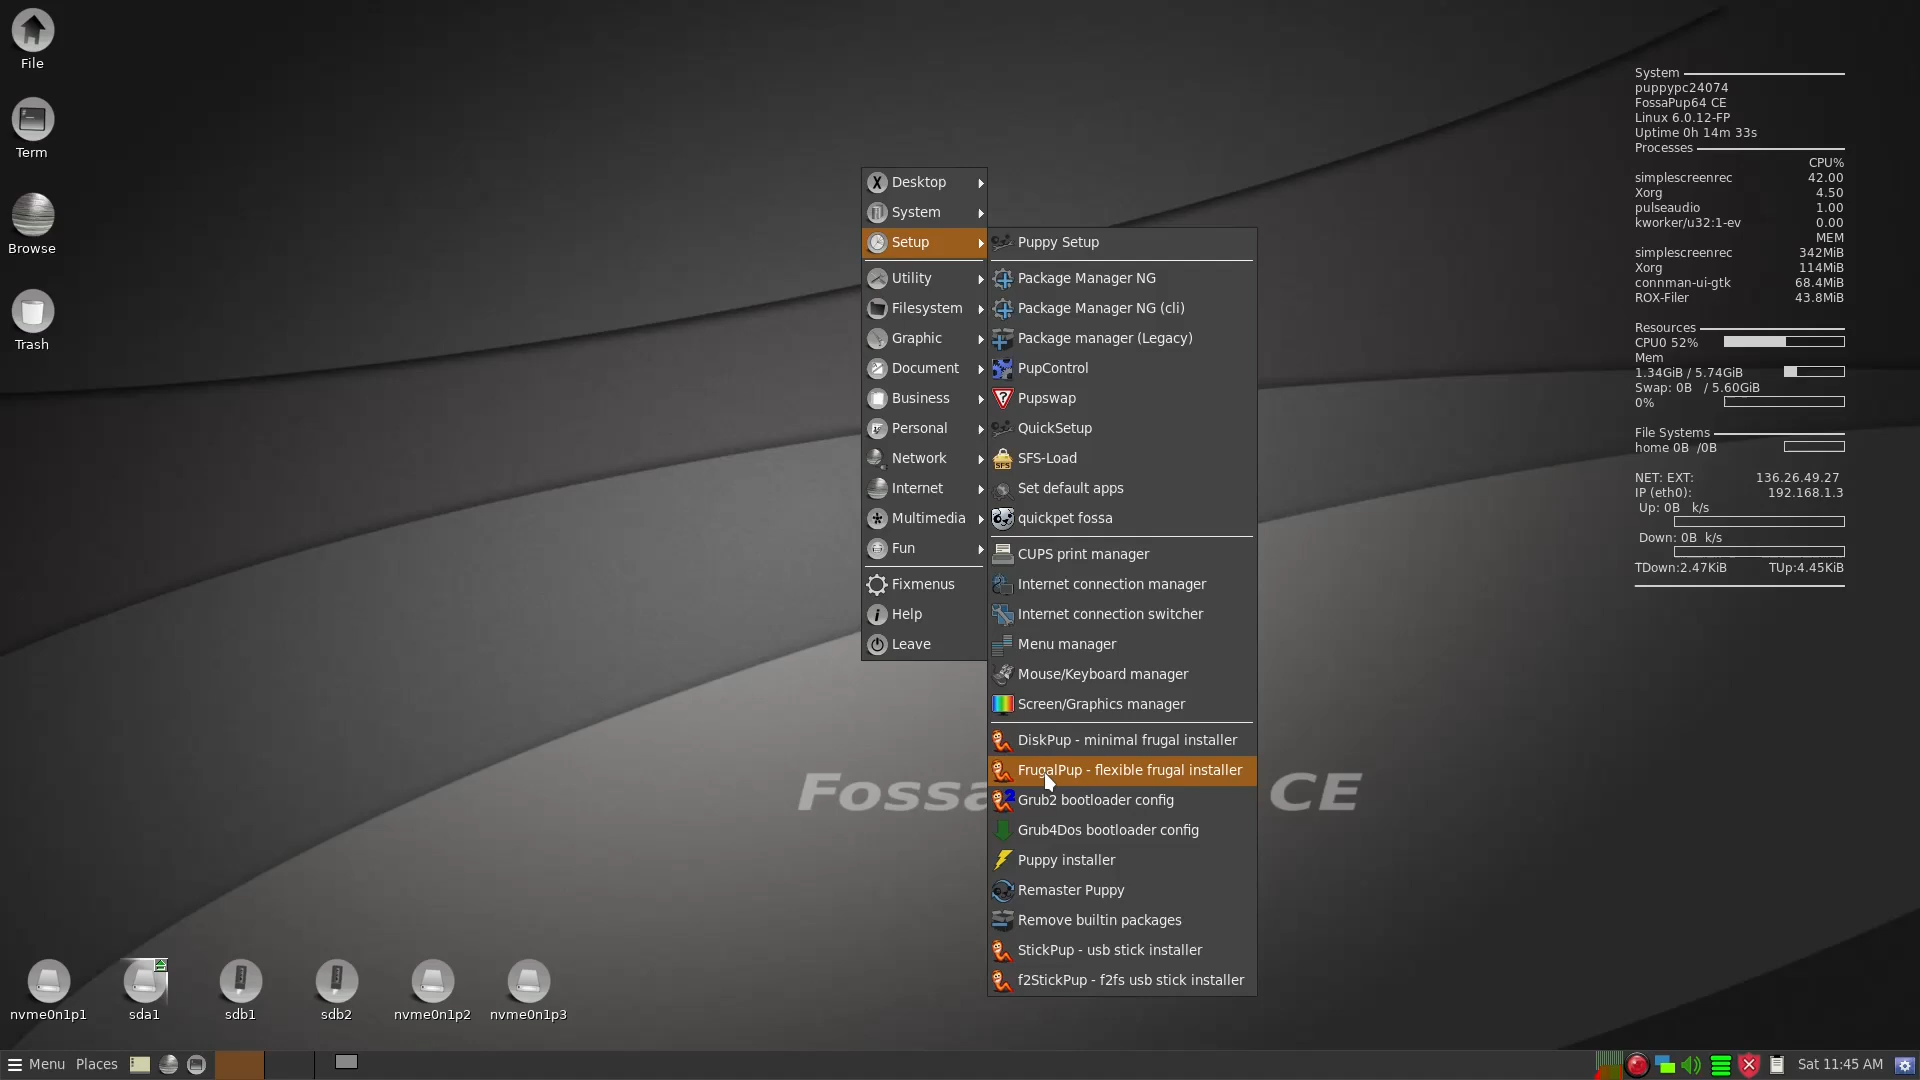 File
Term
Browse
Trash
Desktop
System
Setup
Utility
Filesystem
Graphic
Document
Business
Personal
Network
Internet
Multimedia
Fun
Fixmenus
Help
Leave
Puppy Setup
Package Manager NG
Package Manager NG (cli)
Package manager (Legacy)
PupControl
Pupswap
QuickSetup
SFS-Load
Set default apps
quickpet fossa
CUPS print manager
Internet connection manager
Internet connection switcher
Menu manager
Mouse/Keyboard manager
Screen/Graphics manager
DiskPup - minimal frugal installer
FrugalPup - flexible frugal installer
Grub2 bootloader config
Grub4Dos bootloader config
Puppy installer
Remaster Puppy
Remove builtin packages
StickPup - usb stick installer
f2StickPup - f2fs usb stick installer
Fossa CE
System
puppypc24074
FossaPup64 CE
Linux 6.0.12-FP
Uptime 0h 14m 33s
Processes
CPU%
simplescreenrec 42.00
Xorg 4.50
pulseaudio 1.00
kworker/u32:1-ev 0.00
MEM
simplescreenrec 342MiB
Xorg 114MiB
connman-ui-gtk 68.4MiB
ROX-Filer 43.8MiB
Resources
CPU0 52%
Mem
1.34GiB / 5.74GiB
Swap: 0B / 5.60GiB
0%
File Systems
home 0B /0B
NET: EXT: 136.26.49.27
IP (eth0): 192.168.1.3
Up: 0B k/s
Down: 0B k/s
TDown:2.47KiB TUp:4.45KiB
nvme0n1p1
sda1
sdb1
sdb2
nvme0n1p2
nvme0n1p3
Menu Places
Sat 11:45 AM